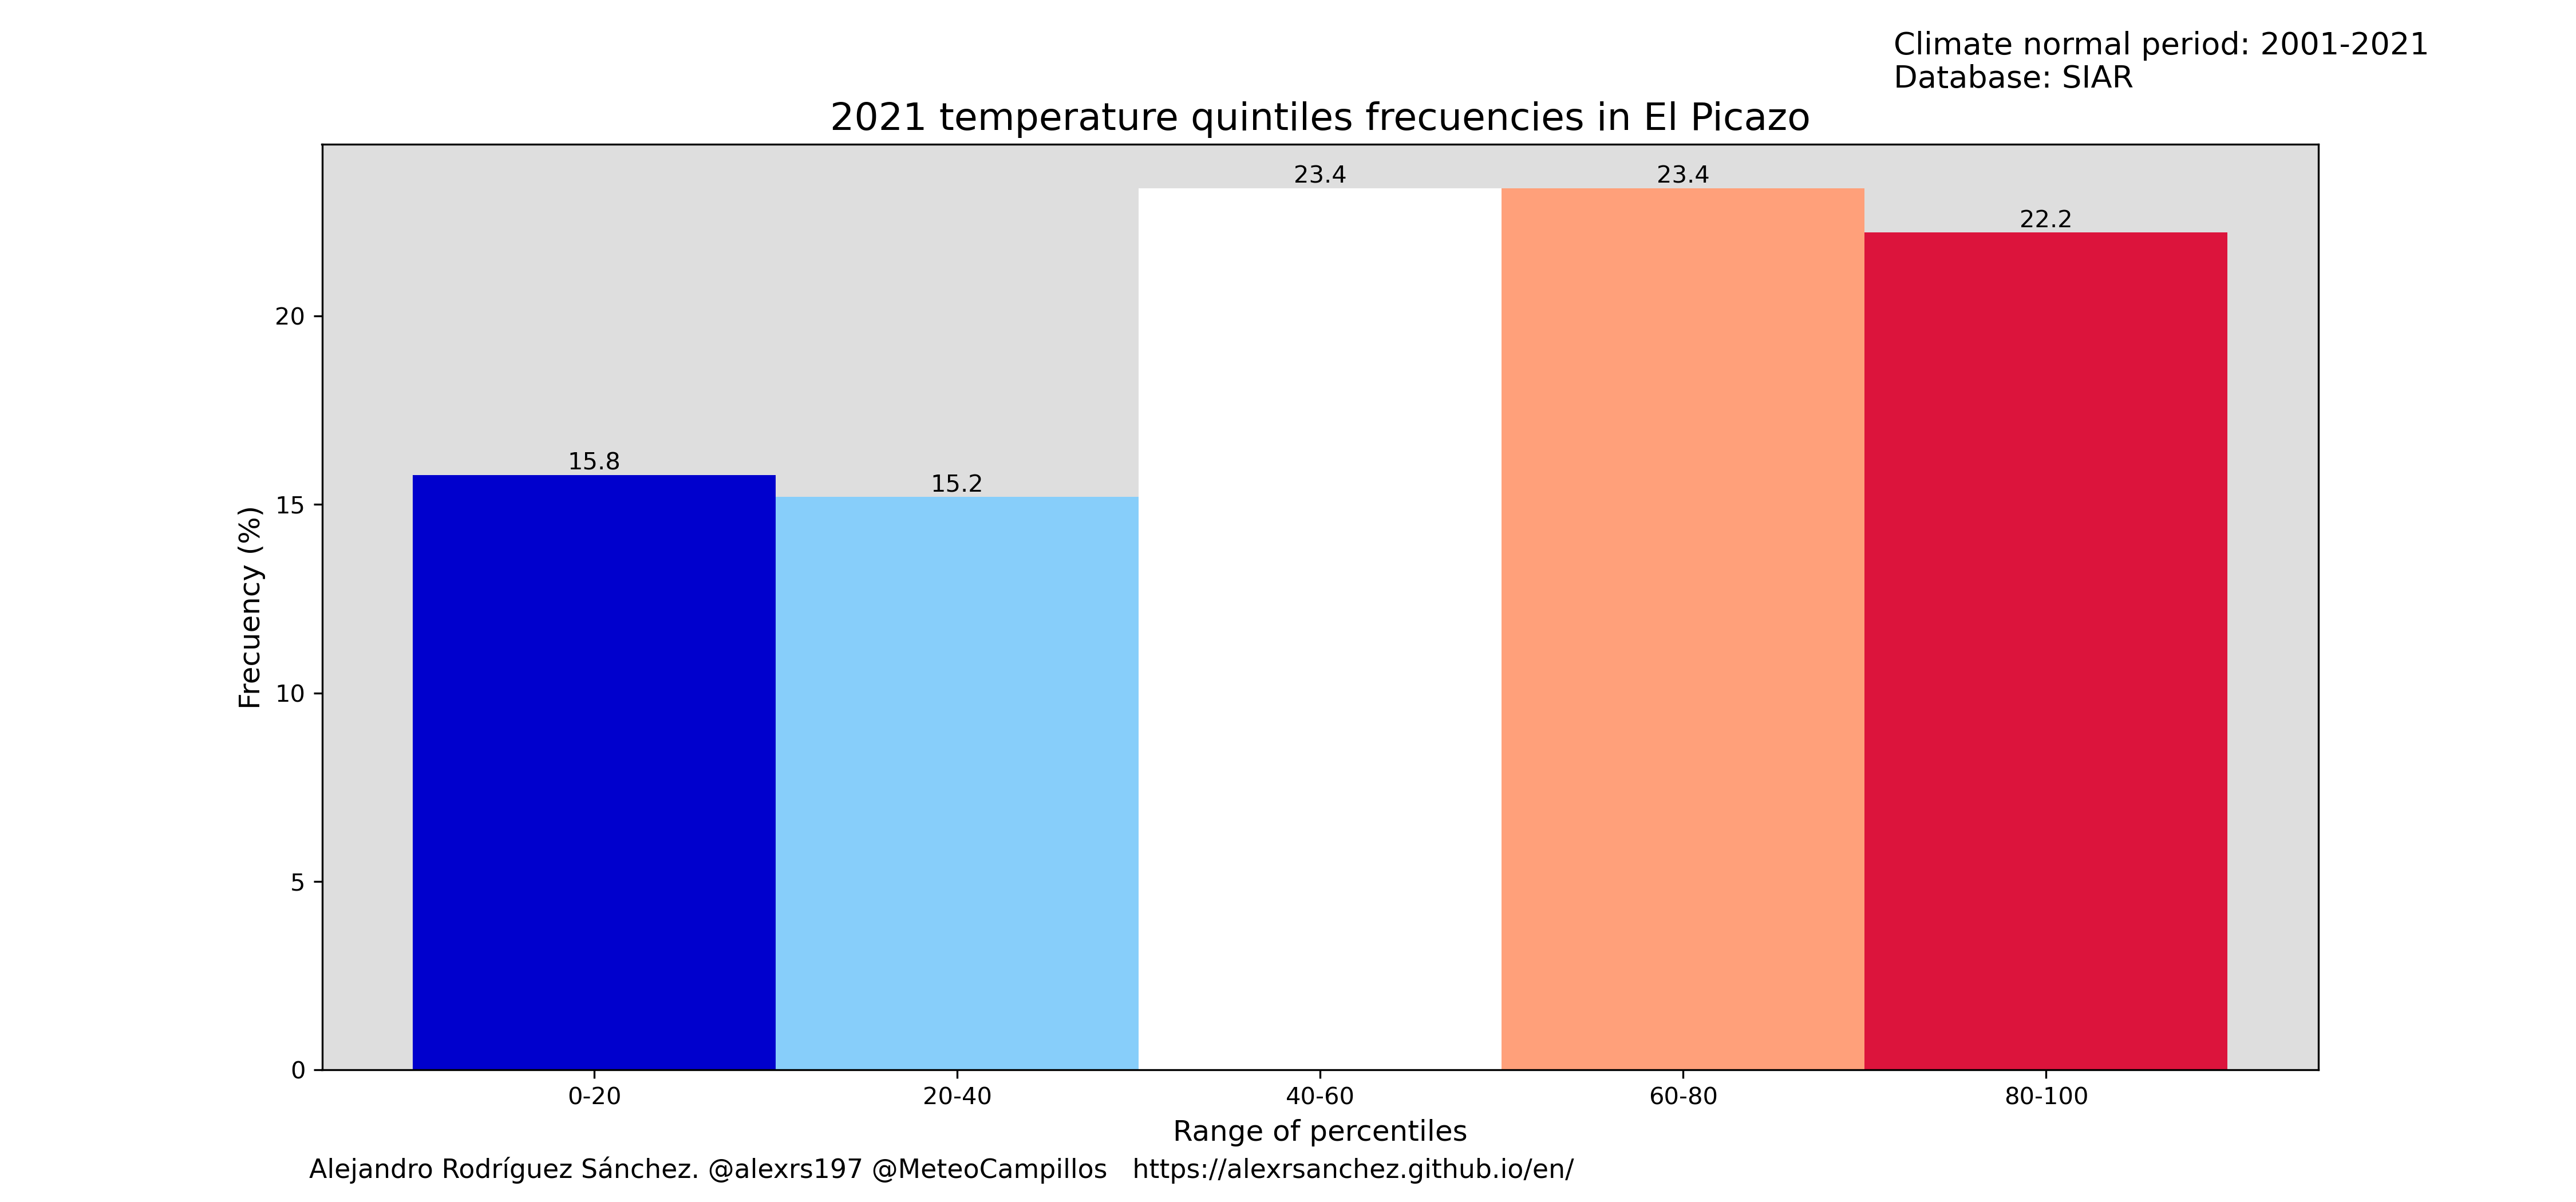 Climate normal period: 2001-2021
Database: SIAR
2021 temperature quintiles frecuencies in El Picazo
23.4
23.4
22.2
20
15.8
15.2
15
Frecuency (%)
10
5
0
0-20
20-40
40-60
60-80
80-100
Range of percentiles
Alejandro Rodríguez Sánchez. @alexrs197 @MeteoCampillos https://alexrsanchez.github.io/en/